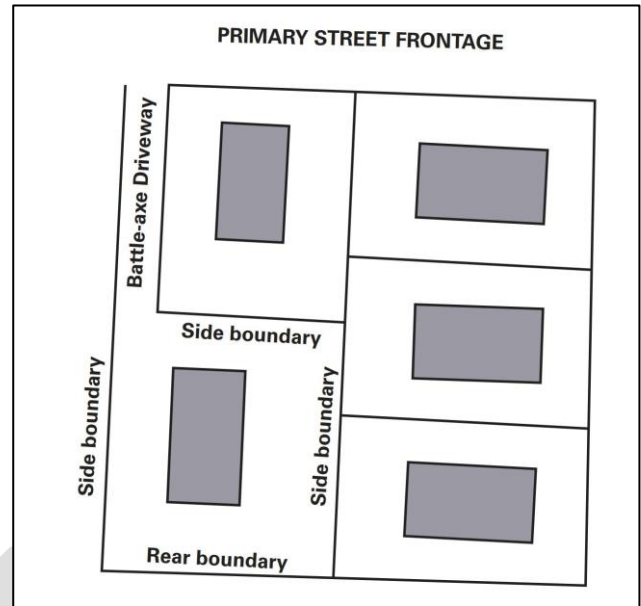 PRIMARY STREET FRONTAGE
Battle-axe Driveway
Side boundary
Side boundary
Side boundary
Rear boundary